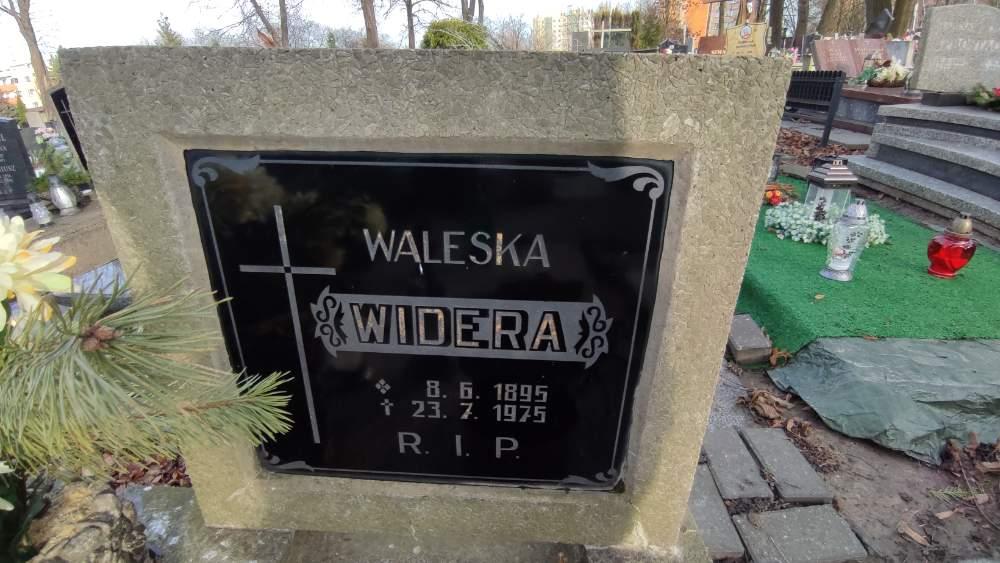 WALESKA
WIDERA
8. 6. 1895
✝ 23. 7. 1975
R. I. P.